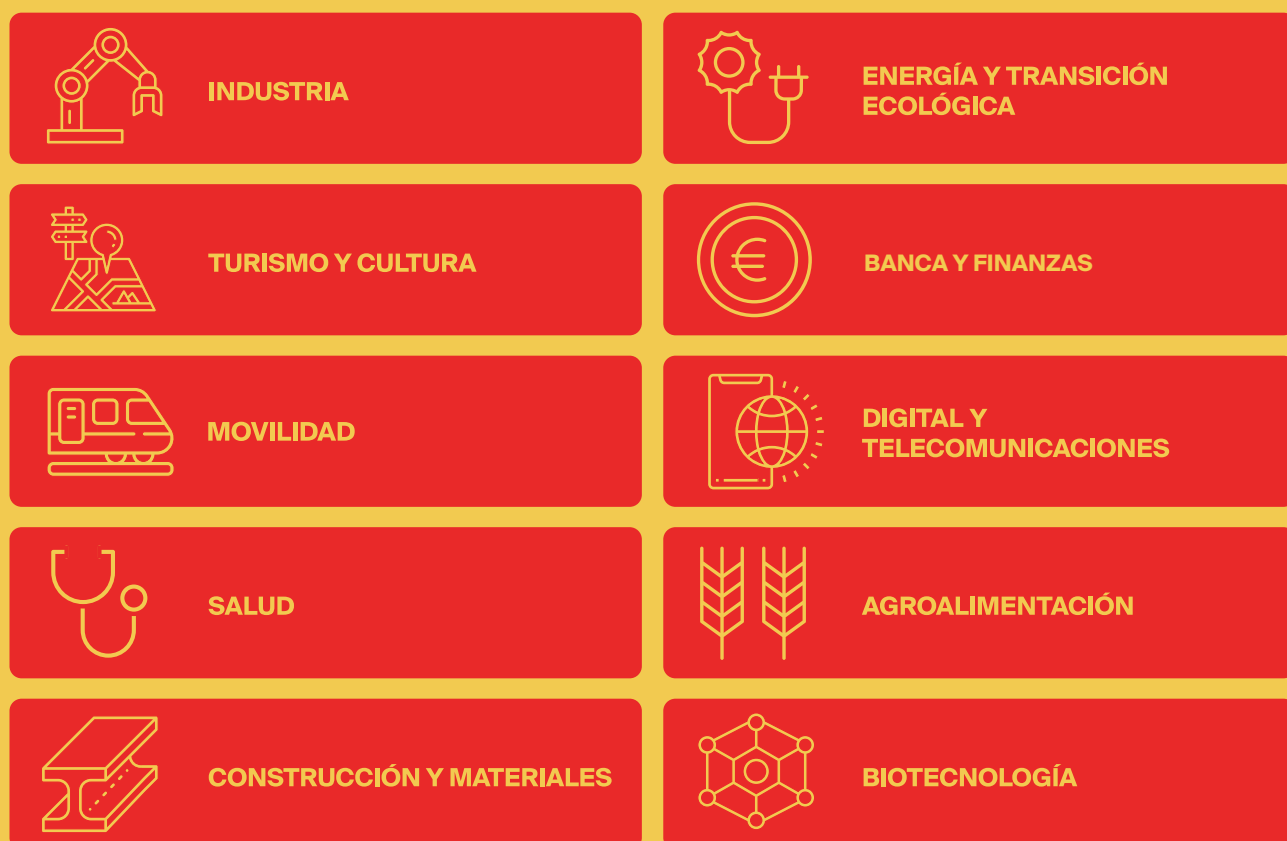 INDUSTRIA
ENERGÍA Y TRANSICIÓN
ECOLÓGICA
TURISMO Y CULTURA
BANCA Y FINANZAS
MOVILIDAD
DIGITAL Y
TELECOMUNICACIONES
SALUD
AGROALIMENTACIÓN
CONSTRUCCIÓN Y MATERIALES
BIOTECNOLOGÍA